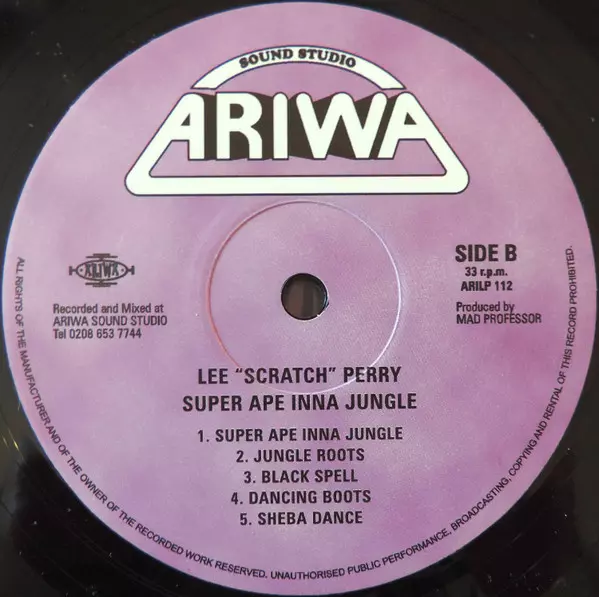 SOUND STUDIO
ARIWA
ARIWA
Recorded and Mixed at
ARIWA SOUND STUDIO
Tel 0208 653 7744
SIDE B
33 r.p.m.
ARILP 112
Produced by
MAD PROFESSOR
LEE "SCRATCH" PERRY
SUPER APE INNA JUNGLE
1. SUPER APE INNA JUNGLE
2. JUNGLE ROOTS
3. BLACK SPELL
4. DANCING BOOTS
5. SHEBA DANCE
ALL RIGHTS OF THE MANUFACTURER AND OF THE OWNER OF THE RECORDED WORK RESERVED. UNAUTHORISED PUBLIC PERFORMANCE, BROADCASTING, COPYING AND RENTAL OF THIS RECORD PROHIBITED.